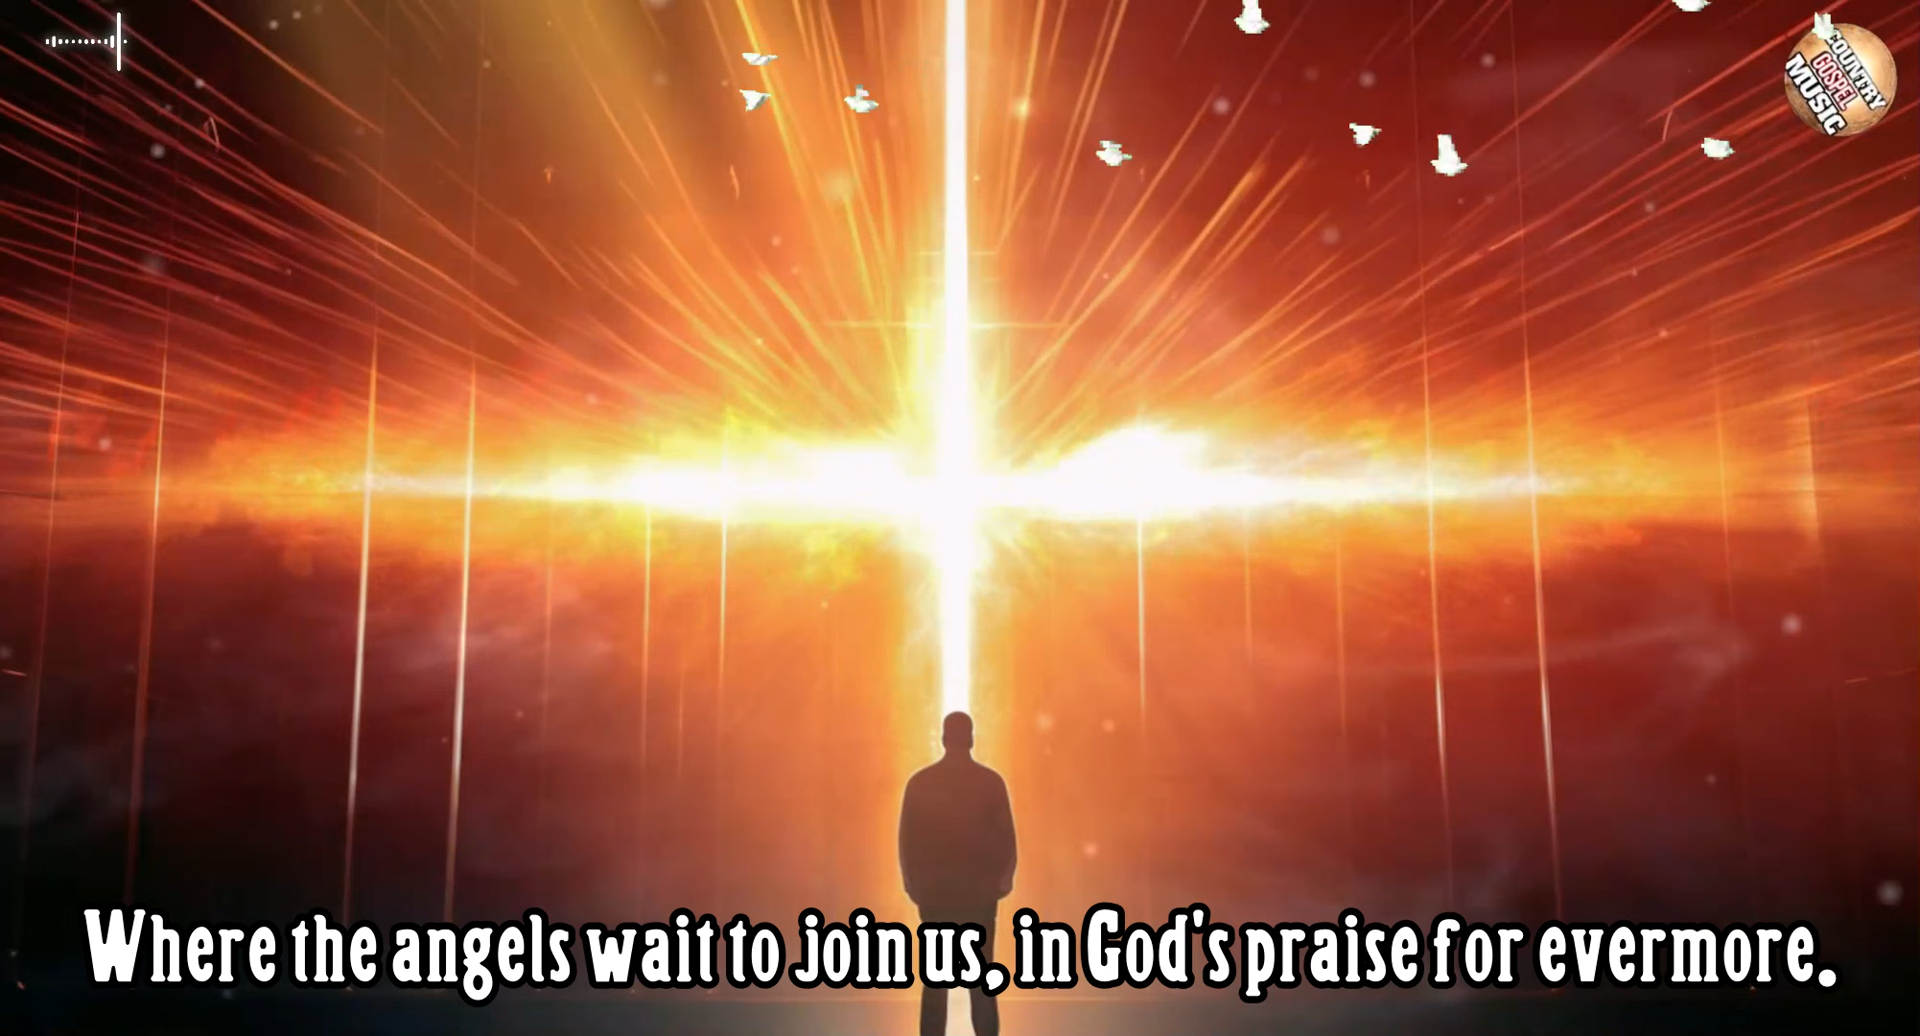 COUNTRY
GOSPEL
MUSIC
Where the angels wait to join us, in God's praise for evermore.